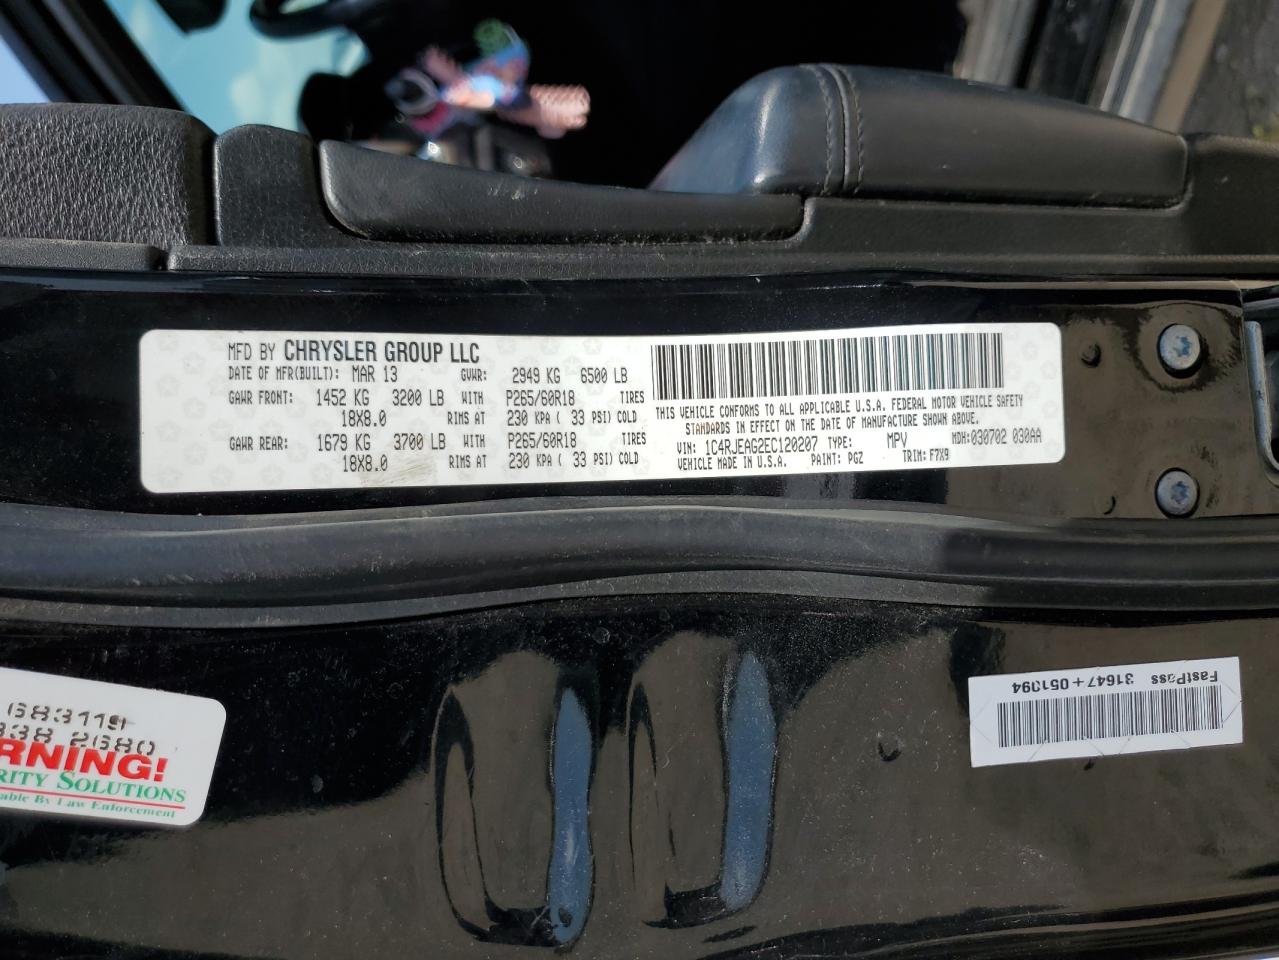 MFD BY CHRYSLER GROUP LLC
DATE OF MFR(BUILT): MAR 13 GVWR: 2949 KG 6500 LB
GAWR FRONT: 1452 KG 3200 LB WITH P265/60R18 TIRES
18X8.0 RIMS AT 230 KPA ( 33 PSI) COLD
GAWR REAR: 1679 KG 3700 LB WITH P265/60R18 TIRES
18X8.0 RIMS AT 230 KPA ( 33 PSI) COLD
THIS VEHICLE CONFORMS TO ALL APPLICABLE U.S.A. FEDERAL MOTOR VEHICLE SAFETY
STANDARDS IN EFFECT ON THE DATE OF MANUFACTURE SHOWN ABOVE.
VIN: 1C4RJEAG2EC120207 TYPE: MPV MDH: 030702 030AA
VEHICLE MADE IN U.S.A. PAINT: PGZ TRIM: F7X9
FastPass 31647+051094
683119
338 2680
RNING!
RITY SOLUTIONS
able By Law Enforcement